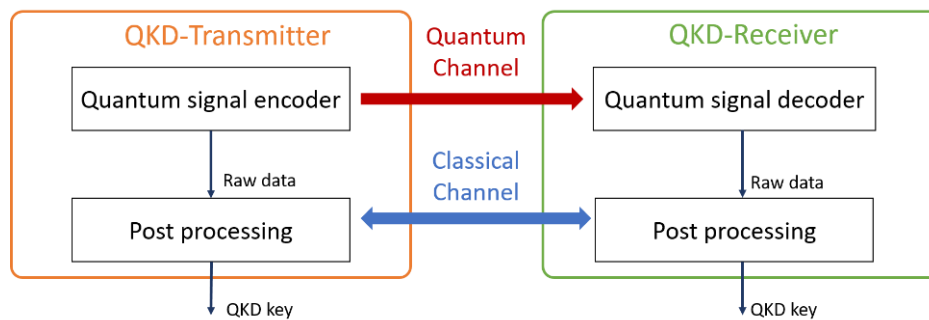 QKD-Transmitter
Quantum
Channel
QKD-Receiver
Quantum signal encoder
Quantum signal decoder
Raw data
Classical
Channel
Raw data
Post processing
Post processing
QKD key
QKD key